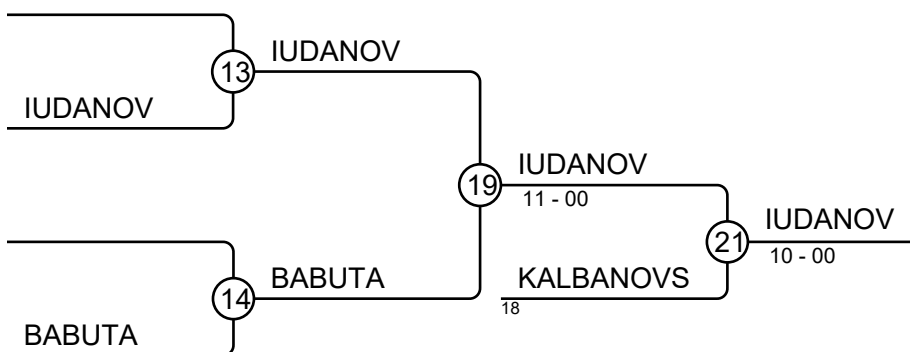 IUDANOV
13
IUDANOV
IUDANOV
19
11 - 00
IUDANOV
21
10 - 00
BABUTA
KALBANOVS
14
18
BABUTA